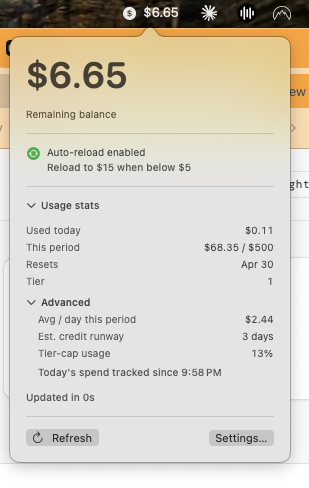 $ $6.65
ew
$6.65
Remaining balance
Auto-reload enabled
Reload to $15 when below $5
ght
Usage stats
Used today $0.11
This period $68.35 / $500
Resets Apr 30
Tier 1
Advanced
Avg / day this period $2.44
Est. credit runway 3 days
Tier-cap usage 13%
Today's spend tracked since 9:58 PM
Updated in 0s
Refresh Settings...